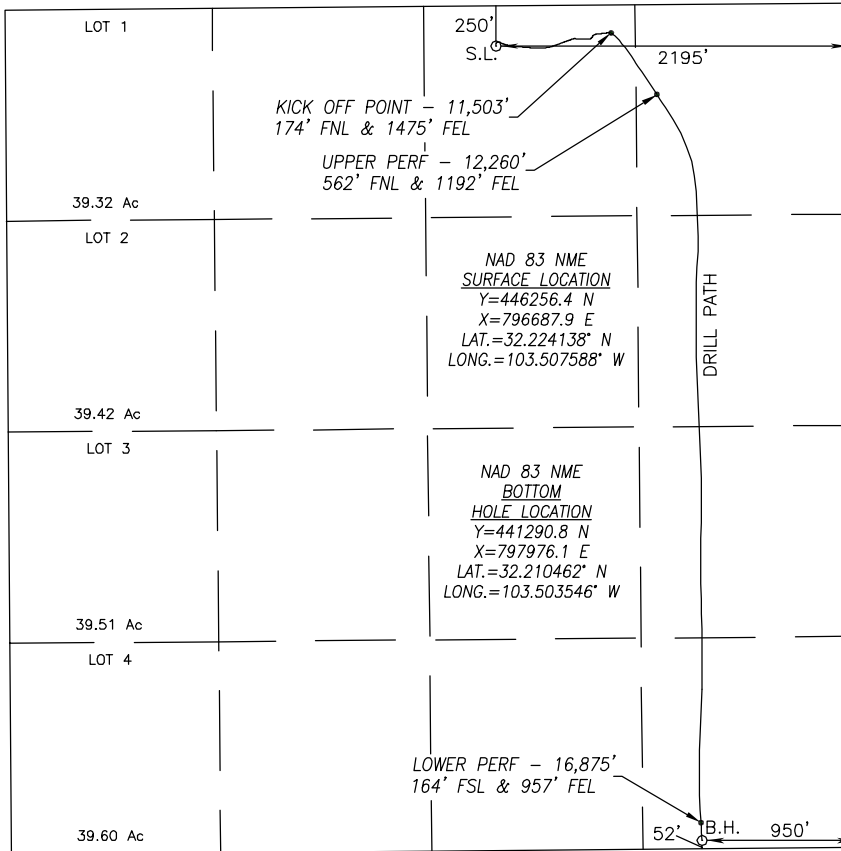 LOT 1
250'
S.L.
2195'
KICK OFF POINT – 11,503'
174' FNL & 1475' FEL
UPPER PERF – 12,260'
562' FNL & 1192' FEL
39.32 Ac
LOT 2
NAD 83 NME
SURFACE LOCATION
Y=446256.4 N
X=796687.9 E
LAT.=32.224138° N
LONG.=103.507588° W
DRILL PATH
39.42 Ac
LOT 3
NAD 83 NME
BOTTOM
HOLE LOCATION
Y=441290.8 N
X=797976.1 E
LAT.=32.210462° N
LONG.=103.503546° W
39.51 Ac
LOT 4
LOWER PERF – 16,875'
164' FSL & 957' FEL
39.60 Ac
52'
B.H.
950'